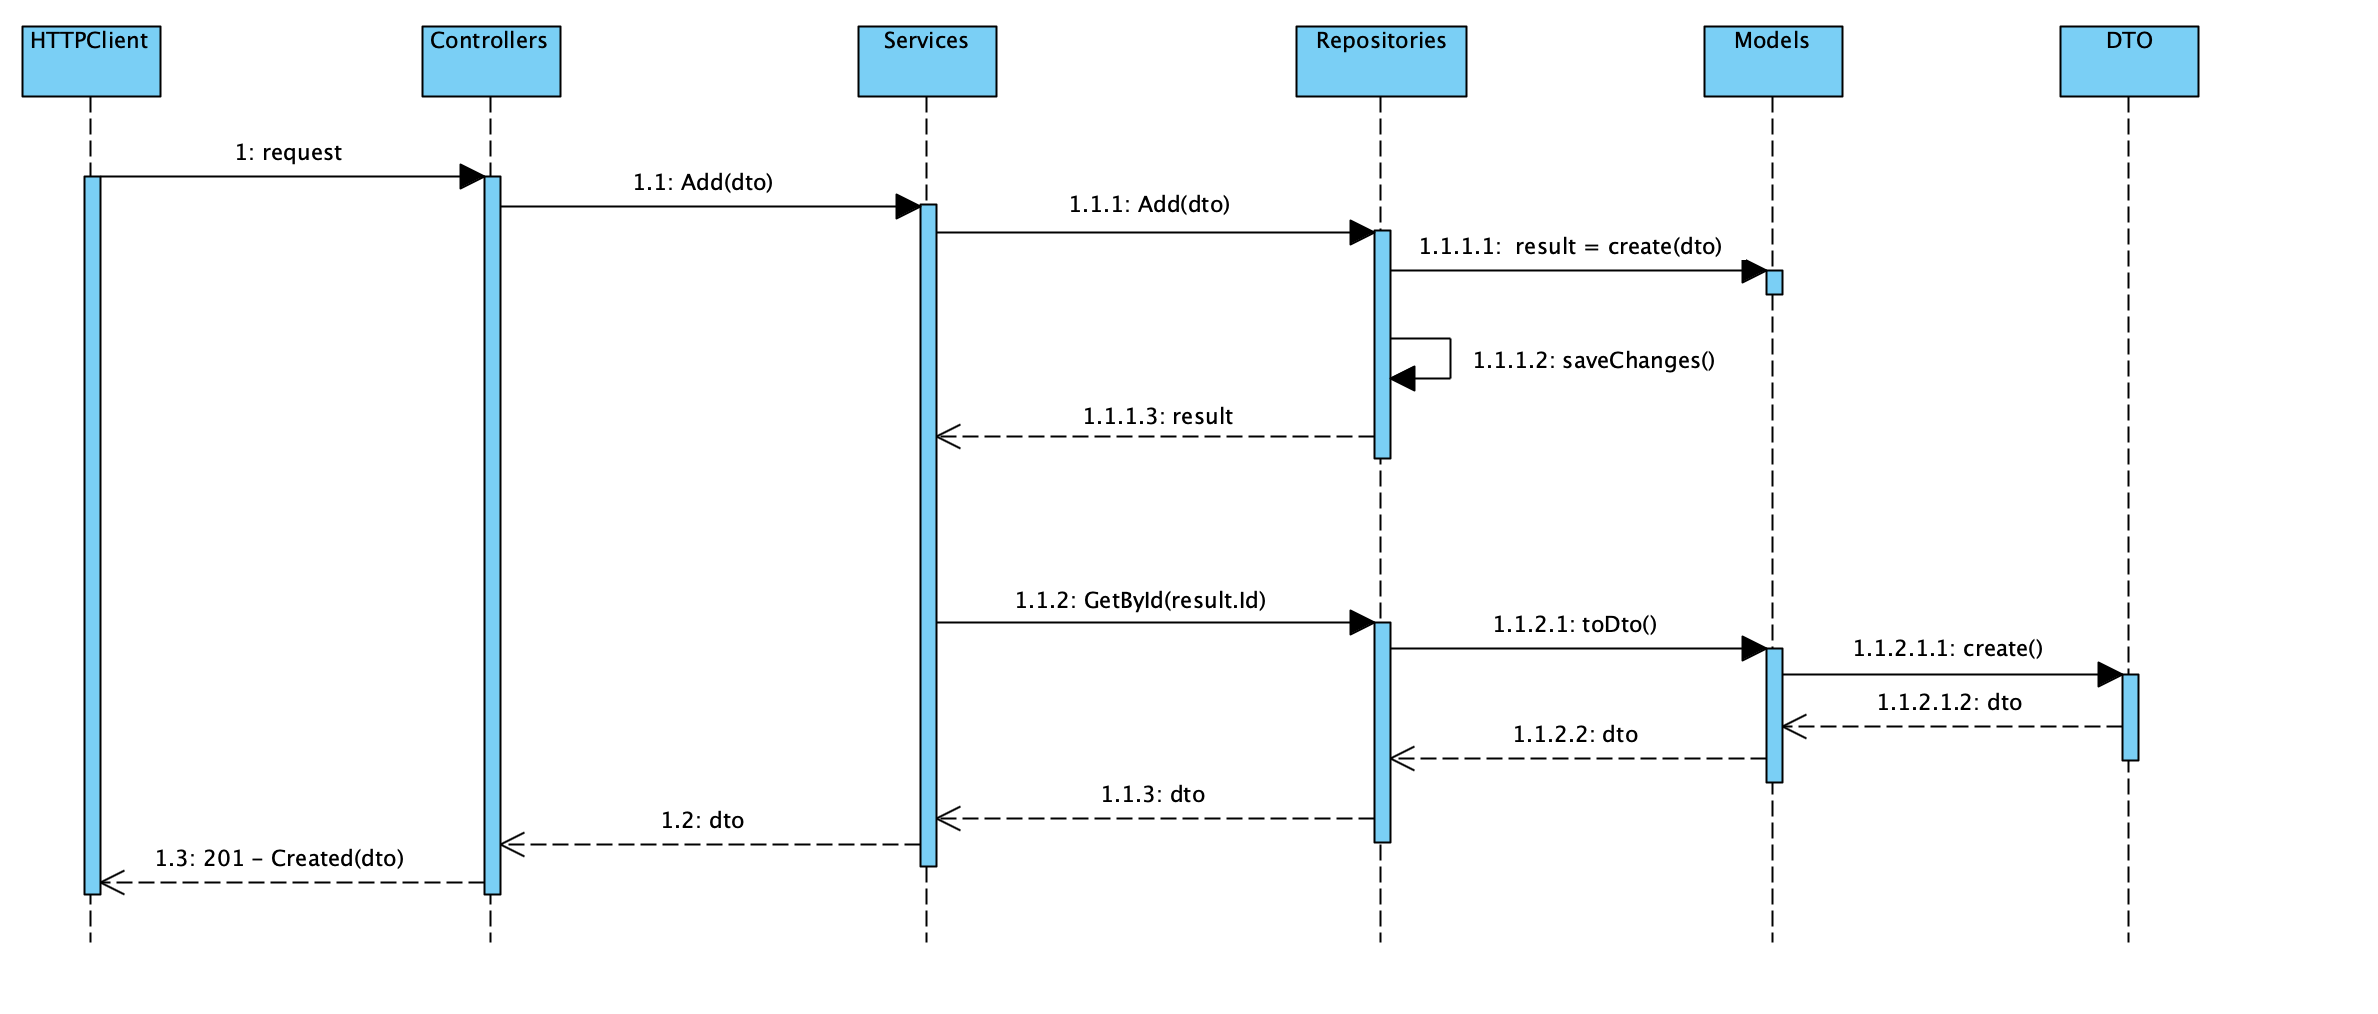 HTTPClient
Controllers
Services
Repositories
Models
DTO
1: request
1.1: Add(dto)
1.1.1: Add(dto)
1.1.1.1:  result = create(dto)
1.1.1.2: saveChanges()
1.1.1.3: result
1.1.2: GetById(result.Id)
1.1.2.1: toDto()
1.1.2.1.1: create()
1.1.2.1.2: dto
1.1.2.2: dto
1.1.3: dto
1.2: dto
1.3: 201 – Created(dto)